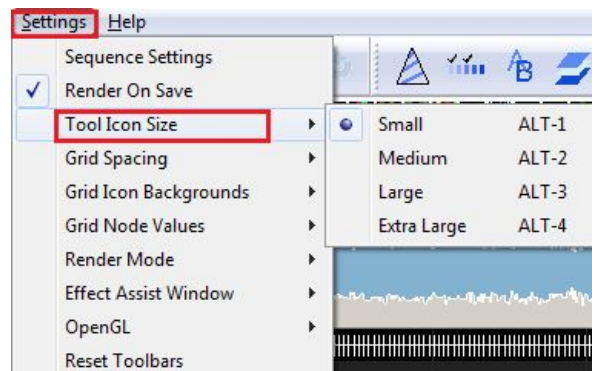 Settings Help
Sequence Settings
Render On Save
Tool Icon Size
Grid Spacing
Grid Icon Backgrounds
Grid Node Values
Render Mode
Effect Assist Window
OpenGL
Reset Toolbars
Small ALT-1
Medium ALT-2
Large ALT-3
Extra Large ALT-4
AB